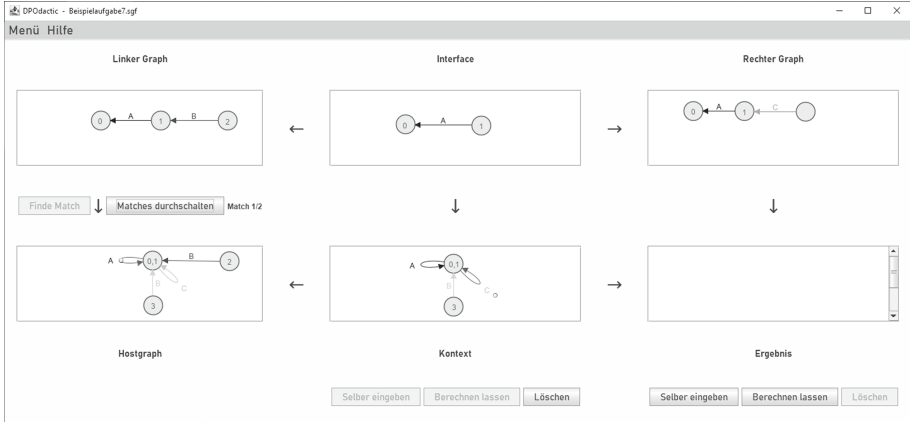 DPOdactic - Beispielaufgabe7.sgf
Menü Hilfe
Linker Graph
Interface
Rechter Graph
0 A 1 B 2
0 A 1
0 A 1 C
Finde Match
Matches durchschalten
Match 1/2
A 0,1 B 2
B C
3
A 0,1
B C
3
Hostgraph
Kontext
Ergebnis
Selber eingeben
Berechnen lassen
Löschen
Selber eingeben
Berechnen lassen
Löschen